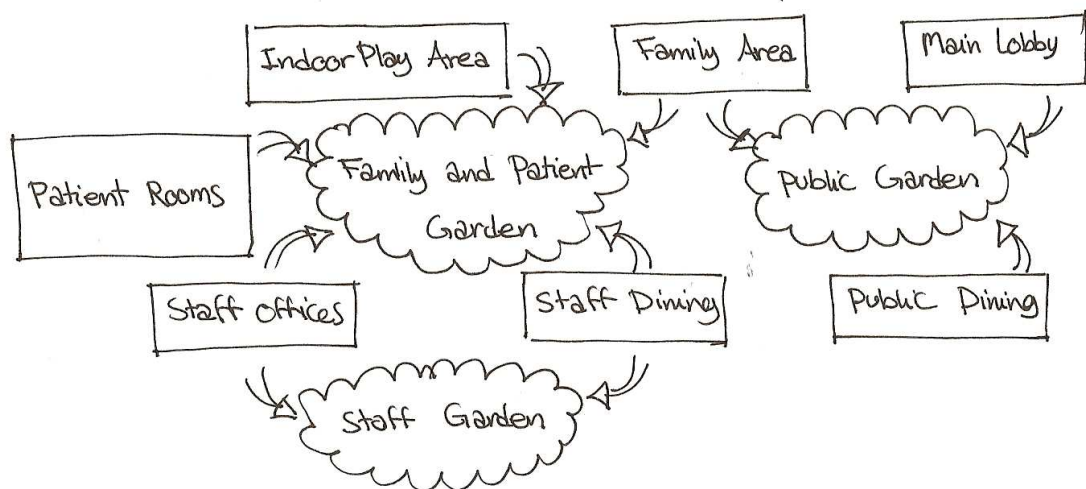 Indoor Play Area
Family Area
Main Lobby
Patient Rooms
Family and Patient
Garden
Public Garden
Staff Offices
Staff Dining
Public Dining
Staff Garden